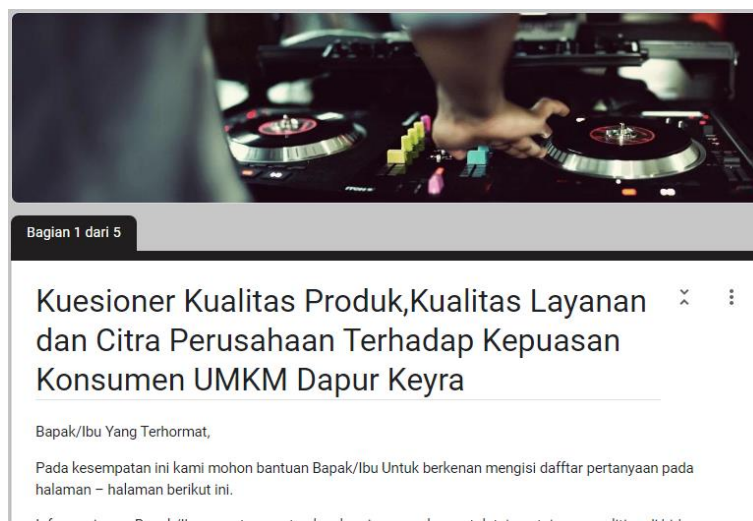 Bagian 1 dari 5
Kuesioner Kualitas Produk,Kualitas Layanan
dan Citra Perusahaan Terhadap Kepuasan
Konsumen UMKM Dapur Keyra
Bapak/Ibu Yang Terhormat,
Pada kesempatan ini kami mohon bantuan Bapak/Ibu Untuk berkenan mengisi dafftar pertanyaan pada
halaman – halaman berikut ini.